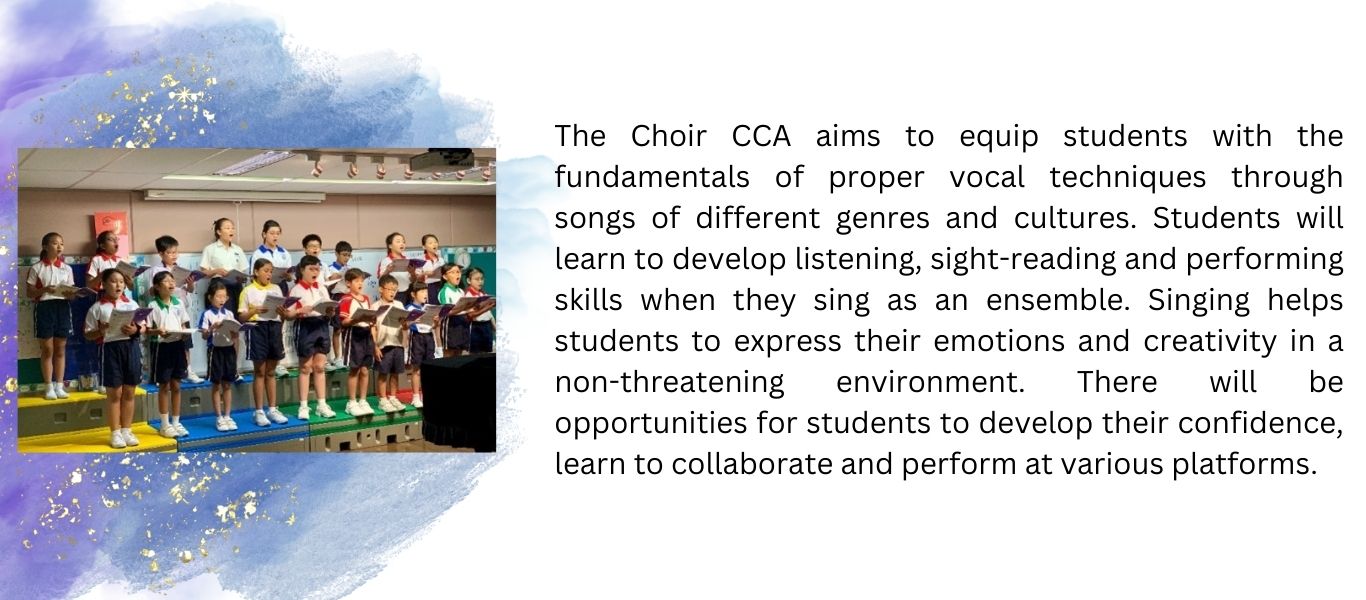 The Choir CCA aims to equip students with the
fundamentals of proper vocal techniques through
songs of different genres and cultures. Students will
learn to develop listening, sight-reading and performing
skills when they sing as an ensemble. Singing helps
students to express their emotions and creativity in a
non-threatening environment. There will be
opportunities for students to develop their confidence,
learn to collaborate and perform at various platforms.